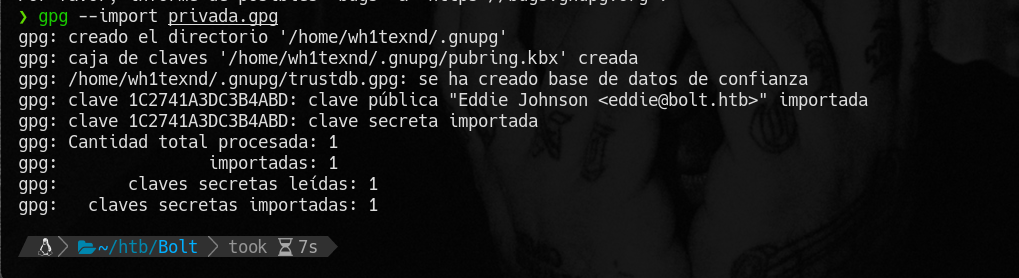 ❯ gpg --import privada.gpg
gpg: creado el directorio '/home/wh1texnd/.gnupg'
gpg: caja de claves '/home/wh1texnd/.gnupg/pubring.kbx' creada
gpg: /home/wh1texnd/.gnupg/trustdb.gpg: se ha creado base de datos de confianza
gpg: clave 1C2741A3DC3B4ABD: clave pública "Eddie Johnson <eddie@bolt.htb>" importada
gpg: clave 1C2741A3DC3B4ABD: clave secreta importada
gpg: Cantidad total procesada: 1
gpg:               importadas: 1
gpg:       claves secretas leídas: 1
gpg:   claves secretas importadas: 1
~/htb/Bolt took 7s